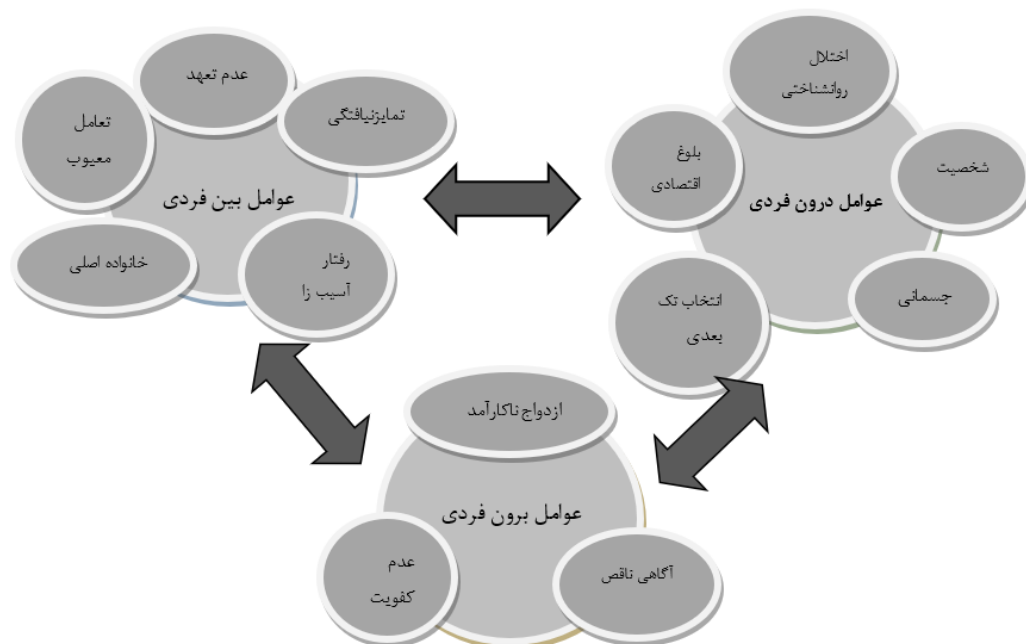 اختلال
روانشناختی
شخصیت
بلوغ
اقتصادی
عوامل درون فردی
جسمانی
انتخاب تک
بعدی
عدم تعهد
تمایزنیافتگی
تعامل
معیوب
عوامل بین فردی
خانواده اصلی
رفتار
آسیب زا
ازدواج ناکارآمد
عوامل برون فردی
آگاهی ناقص
عدم
کفویت